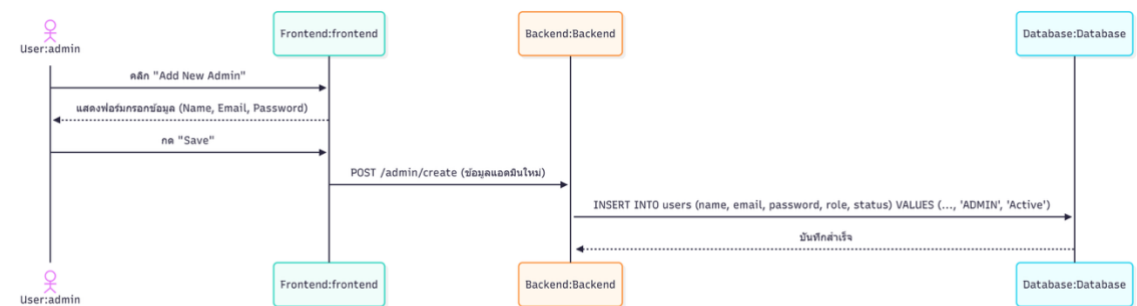 User:admin
Frontend:frontend
Backend:Backend
Database:Database
คลิก "Add New Admin"
แสดงฟอร์มกรอกข้อมูล (Name, Email, Password)
กด "Save"
POST /admin/create (ข้อมูลแอดมินใหม่)
INSERT INTO users (name, email, password, role, status) VALUES (..., 'ADMIN', 'Active')
บันทึกสำเร็จ
User:admin
Frontend:frontend
Backend:Backend
Database:Database